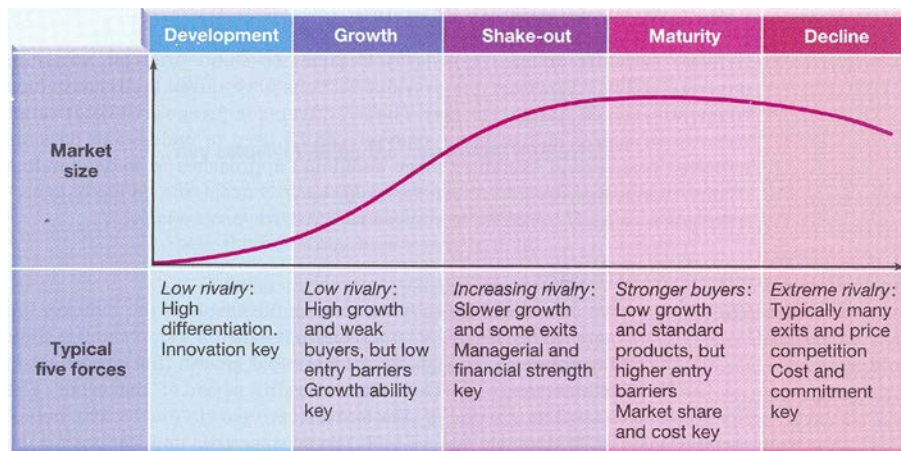 Development
Growth
Shake-out
Maturity
Decline
Market
size
Typical
five forces
Low rivalry:
High
differentiation.
Innovation key
Low rivalry:
High growth
and weak
buyers, but low
entry barriers
Growth ability
key
Increasing rivalry:
Slower growth
and some exits
Managerial and
financial strength
key
Stronger buyers:
Low growth
and standard
products, but
higher entry
barriers
Market share
and cost key
Extreme rivalry:
Typically many
exits and price
competition
Cost and
commitment
key